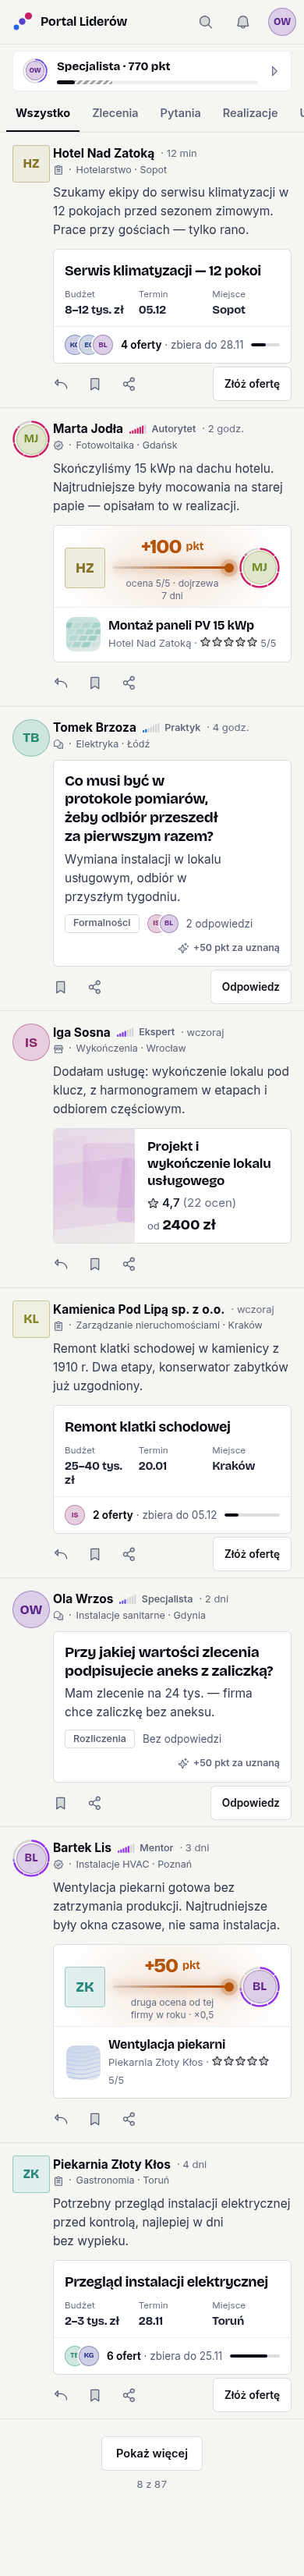 Portal Liderów
OW
OW
Specjalista · 770 pkt
Wszystko Zlecenia Pytania Realizacje U
HZ
Hotel Nad Zatoką · 12 min
· Hotelarstwo · Sopot
Szukamy ekipy do serwisu klimatyzacji w
12 pokojach przed sezonem zimowym.
Prace przy gościach — tylko rano.
Serwis klimatyzacji — 12 pokoi
Budżet Termin Miejsce
8–12 tys. zł 05.12 Sopot
BL 4 oferty · zbiera do 28.11
Złóż ofertę
MJ
Marta Jodła Autorytet · 2 godz.
· Fotowoltaika · Gdańsk
Skończyliśmy 15 kWp na dachu hotelu.
Najtrudniejsze były mocowania na starej
papie — opisałam to w realizacji.
HZ
+100 pkt
ocena 5/5 · dojrzewa
7 dni
MJ
Montaż paneli PV 15 kWp
Hotel Nad Zatoką · 5/5
TB
Tomek Brzoza Praktyk · 4 godz.
· Elektryka · Łódź
Co musi być w
protokole pomiarów,
żeby odbiór przeszedł
za pierwszym razem?
Wymiana instalacji w lokalu
usługowym, odbiór w
przyszłym tygodniu.
Formalności BL 2 odpowiedzi
+50 pkt za uznaną
Odpowiedz
IS
Iga Sosna Ekspert · wczoraj
· Wykończenia · Wrocław
Dodałam usługę: wykończenie lokalu pod
klucz, z harmonogramem w etapach i
odbiorem częściowym.
Projekt i
wykończenie lokalu
usługowego
4,7 (22 ocen)
od 2400 zł
KL
Kamienica Pod Lipą sp. z o.o. · wczoraj
· Zarządzanie nieruchomościami · Kraków
Remont klatki schodowej w kamienicy z
1910 r. Dwa etapy, konserwator zabytków
już uzgodniony.
Remont klatki schodowej
Budżet Termin Miejsce
25–40 tys. 20.01 Kraków
zł
IS 2 oferty · zbiera do 05.12
Złóż ofertę
OW
Ola Wrzos Specjalista · 2 dni
· Instalacje sanitarne · Gdynia
Przy jakiej wartości zlecenia
podpisujecie aneks z zaliczką?
Mam zlecenie na 24 tys. — firma
chce zaliczkę bez aneksu.
Rozliczenia Bez odpowiedzi
+50 pkt za uznaną
Odpowiedz
BL
Bartek Lis Mentor · 3 dni
· Instalacje HVAC · Poznań
Wentylacja piekarni gotowa bez
zatrzymania produkcji. Najtrudniejsze
były okna czasowe, nie sama instalacja.
ZK
+50 pkt
druga ocena od tej
firmy w roku · ×0,5
BL
Wentylacja piekarni
Piekarnia Złoty Kłos ·
5/5
ZK
Piekarnia Złoty Kłos · 4 dni
· Gastronomia · Toruń
Potrzebny przegląd instalacji elektrycznej
przed kontrolą, najlepiej w dni
bez wypieku.
Przegląd instalacji elektrycznej
Budżet Termin Miejsce
2–3 tys. zł 28.11 Toruń
KG 6 ofert · zbiera do 25.11
Złóż ofertę
Pokaż więcej
8 z 87